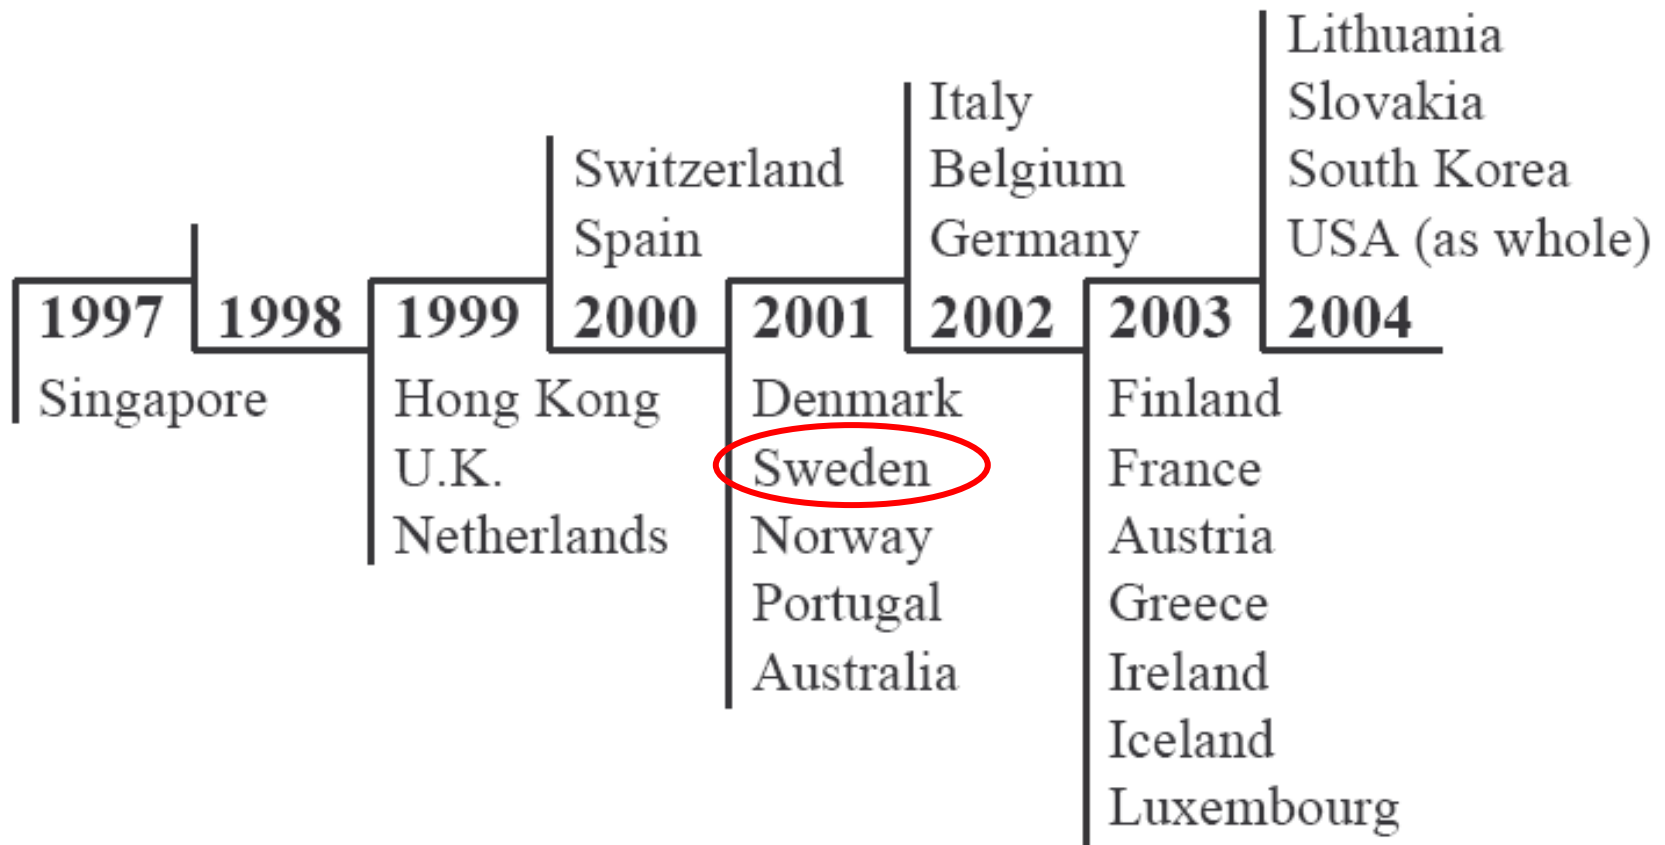 1997
Singapore
1998
1999
Hong Kong
U.K.
Netherlands
Switzerland
Spain
2000
2001
Denmark
Sweden
Norway
Portugal
Australia
Italy
Belgium
Germany
2002
2003
Finland
France
Austria
Greece
Ireland
Iceland
Luxembourg
Lithuania
Slovakia
South Korea
USA (as whole)
2004